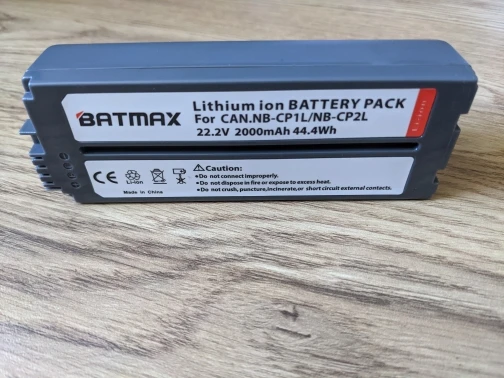 BATMAX
Lithium ion BATTERY PACK
For CAN.NB-CP1L/NB-CP2L
22.2V 2000mAh 44.4Wh
CE
Li-ion
Made in China
Caution:
•Do not connect improperly.
•Do not dispose in fire or expose to excess heat.
•Do not crush, puncture,incinerate,or short circuit external contacts.